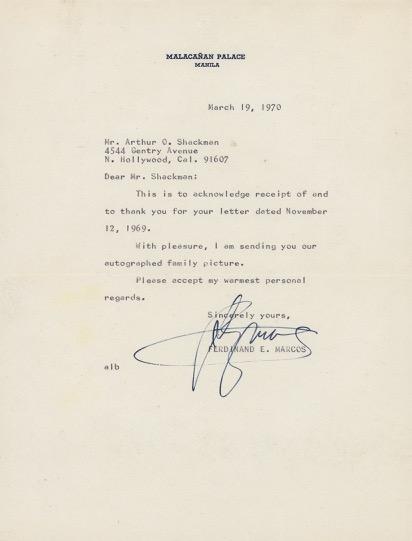 MALACAÑAN PALACE
MANILA
March 19, 1970
Mr. Arthur O. Shackman
4544 Gentry Avenue
N. Hollywood, Cal. 91607
Dear Mr. Shackman:
This is to acknowledge receipt of and
to thank you for your letter dated November
12, 1969.
With pleasure, I am sending you our
autographed family picture.
Please accept my warmest personal
regards.
Sincerely yours,
FERDINAND E. MARCOS
alb